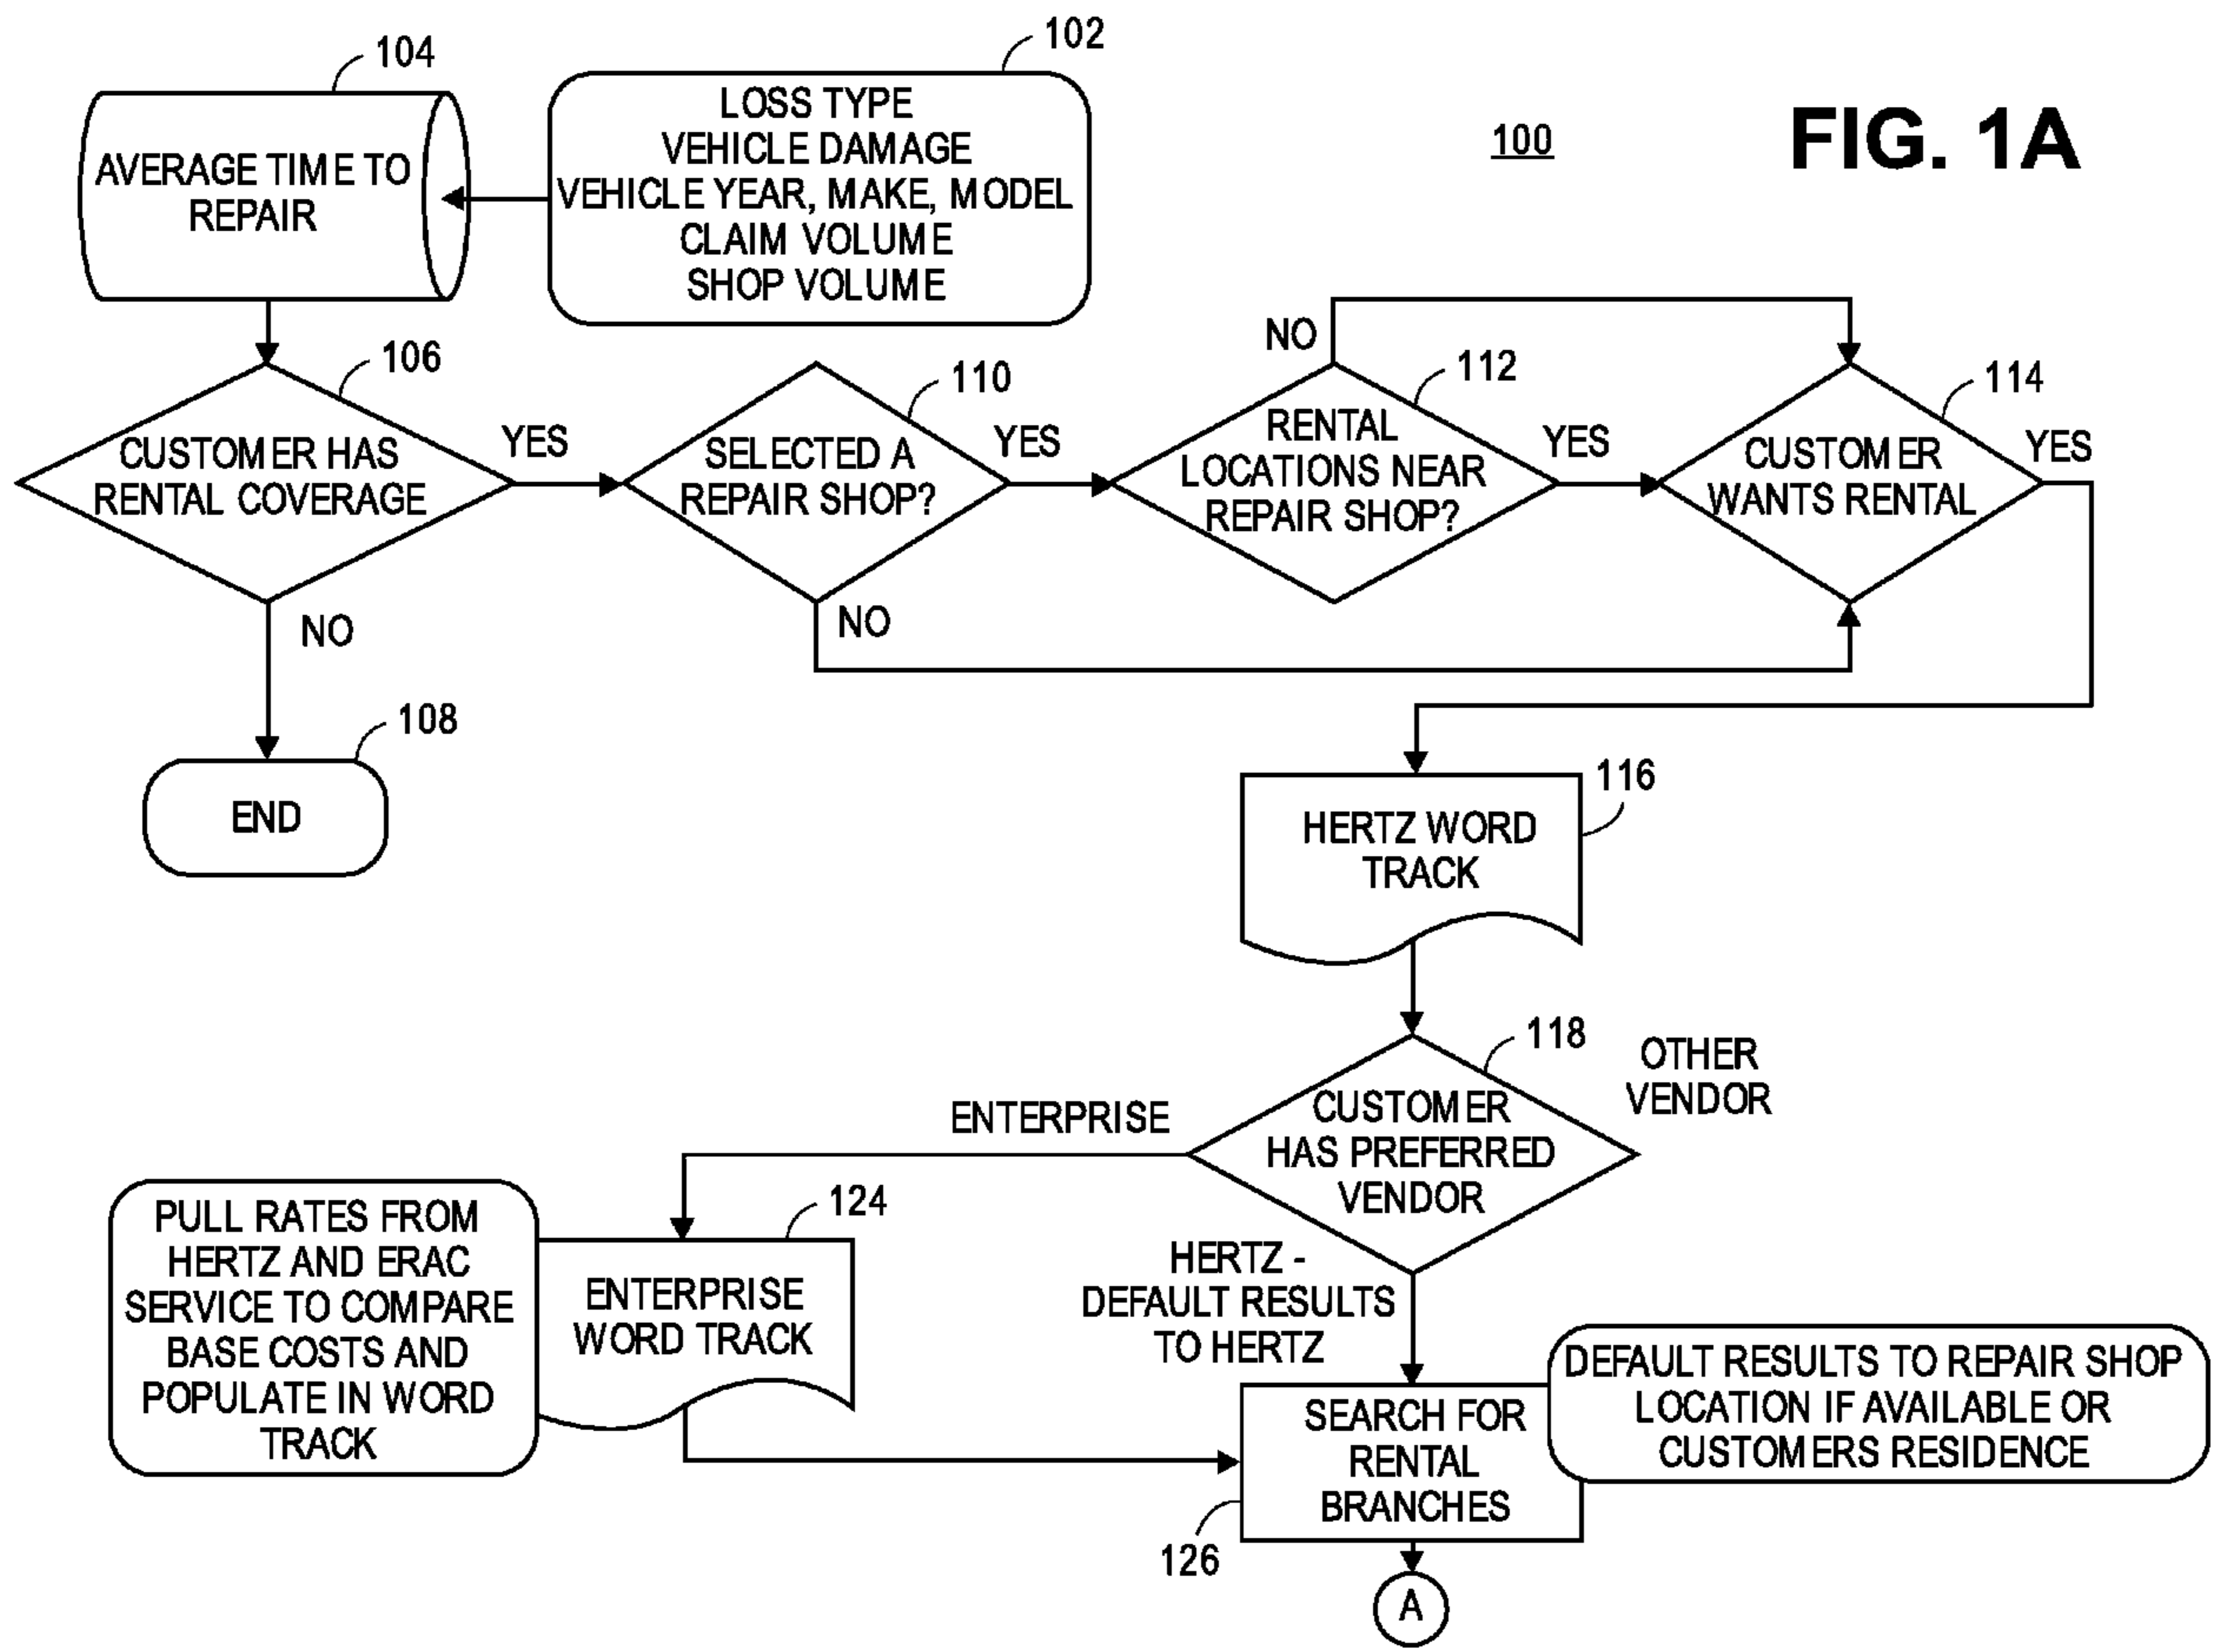 FIG. 1A
100
102
LOSS TYPE
VEHICLE DAMAGE
VEHICLE YEAR, MAKE, MODEL
CLAIM VOLUME
SHOP VOLUME
104
AVERAGE TIME TO
REPAIR
106
CUSTOMER HAS
RENTAL COVERAGE
YES
NO
108
END
110
SELECTED A
REPAIR SHOP?
YES
NO
112
RENTAL
LOCATIONS NEAR
REPAIR SHOP?
NO
YES
114
CUSTOMER
WANTS RENTAL
YES
116
HERTZ WORD
TRACK
118
CUSTOMER
HAS PREFERRED
VENDOR
OTHER
VENDOR
ENTERPRISE
HERTZ -
DEFAULT RESULTS
TO HERTZ
124
ENTERPRISE
WORD TRACK
PULL RATES FROM
HERTZ AND ERAC
SERVICE TO COMPARE
BASE COSTS AND
POPULATE IN WORD
TRACK
126
SEARCH FOR
RENTAL
BRANCHES
DEFAULT RESULTS TO REPAIR SHOP
LOCATION IF AVAILABLE OR
CUSTOMERS RESIDENCE
A